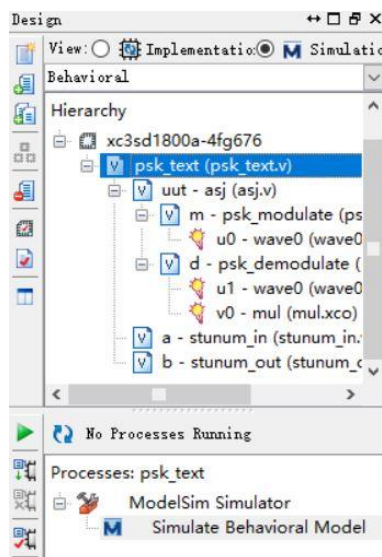 Design
View: Implementatio M Simulatio
Behavioral
Hierarchy
xc3sd1800a-4fg676
V psk_text (psk_text.v)
V uut - asj (asj.v)
V m - psk_modulate (ps
u0 - wave0 (wave0
V d - psk_demodulate (
u1 - wave0 (wave0
v0 - mul (mul.xco)
V a - stunum_in (stunum_in.
V b - stunum_out (stunum_o
No Processes Running
Processes: psk_text
ModelSim Simulator
M Simulate Behavioral Model